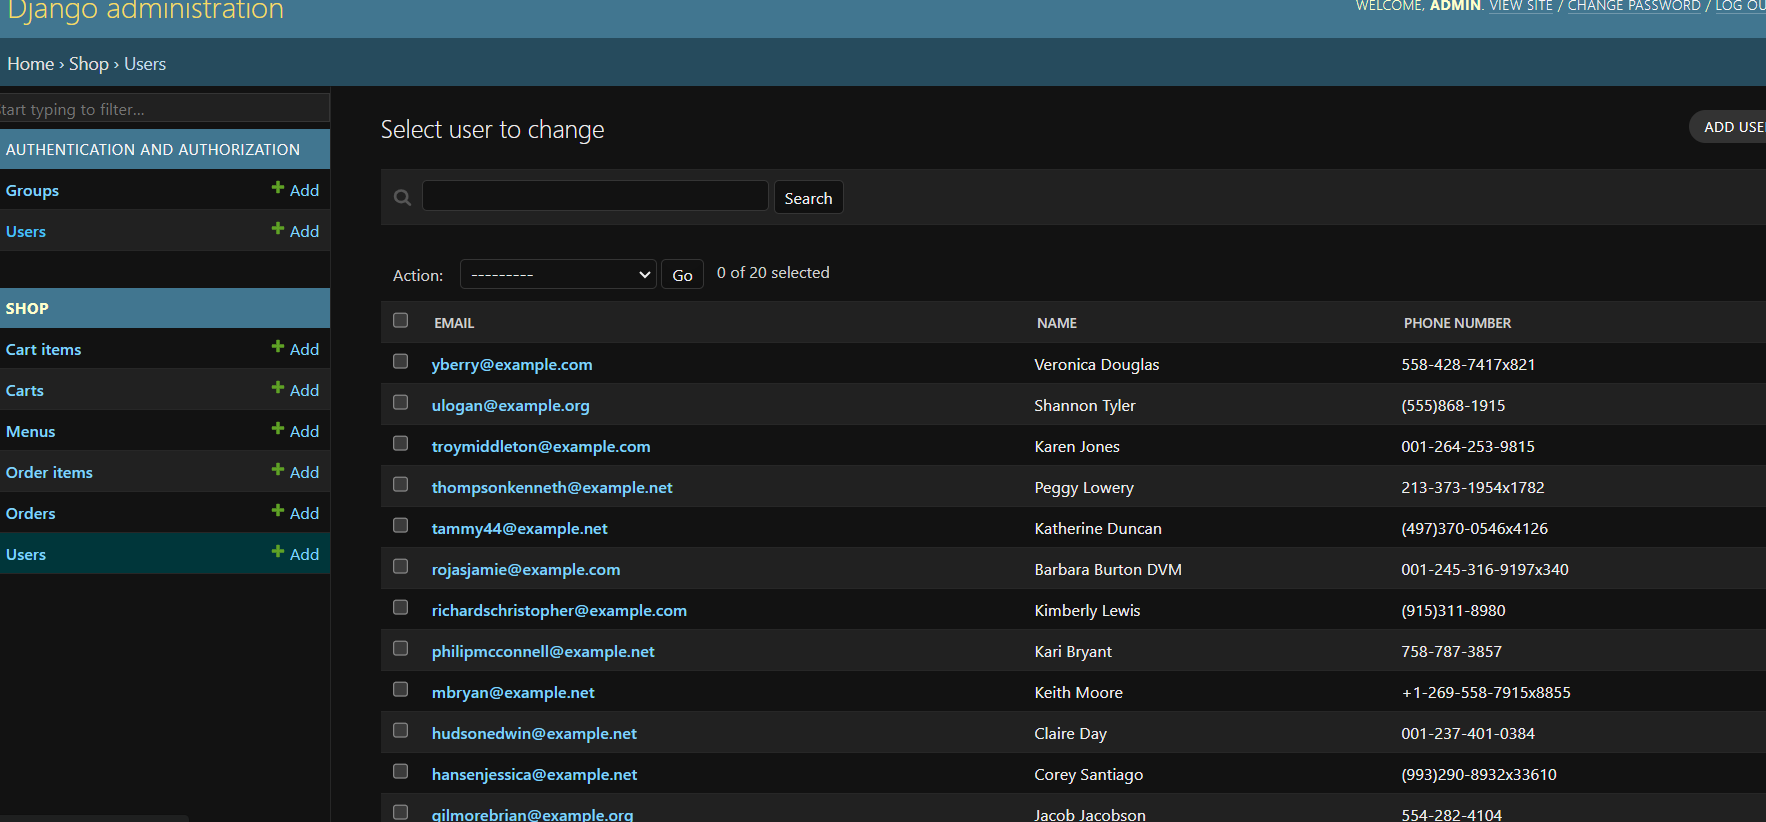 Django administration
WELCOME, ADMIN. VIEW SITE / CHANGE PASSWORD / LOG OU
Home › Shop › Users
tart typing to filter...
AUTHENTICATION AND AUTHORIZATION
Groups + Add
Users + Add
SHOP
Cart items + Add
Carts + Add
Menus + Add
Order items + Add
Orders + Add
Users + Add
Select user to change
ADD USE
Search
Action: --------- Go 0 of 20 selected
EMAIL NAME PHONE NUMBER
yberry@example.com Veronica Douglas 558-428-7417x821
ulogan@example.org Shannon Tyler (555)868-1915
troymiddleton@example.com Karen Jones 001-264-253-9815
thompsonkenneth@example.net Peggy Lowery 213-373-1954x1782
tammy44@example.net Katherine Duncan (497)370-0546x4126
rojasjamie@example.com Barbara Burton DVM 001-245-316-9197x340
richardschristopher@example.com Kimberly Lewis (915)311-8980
philipmcconnell@example.net Kari Bryant 758-787-3857
mbryan@example.net Keith Moore +1-269-558-7915x8855
hudsonedwin@example.net Claire Day 001-237-401-0384
hansenjessica@example.net Corey Santiago (993)290-8932x33610
gilmorebrian@example.org Jacob Jacobson 554-282-4104